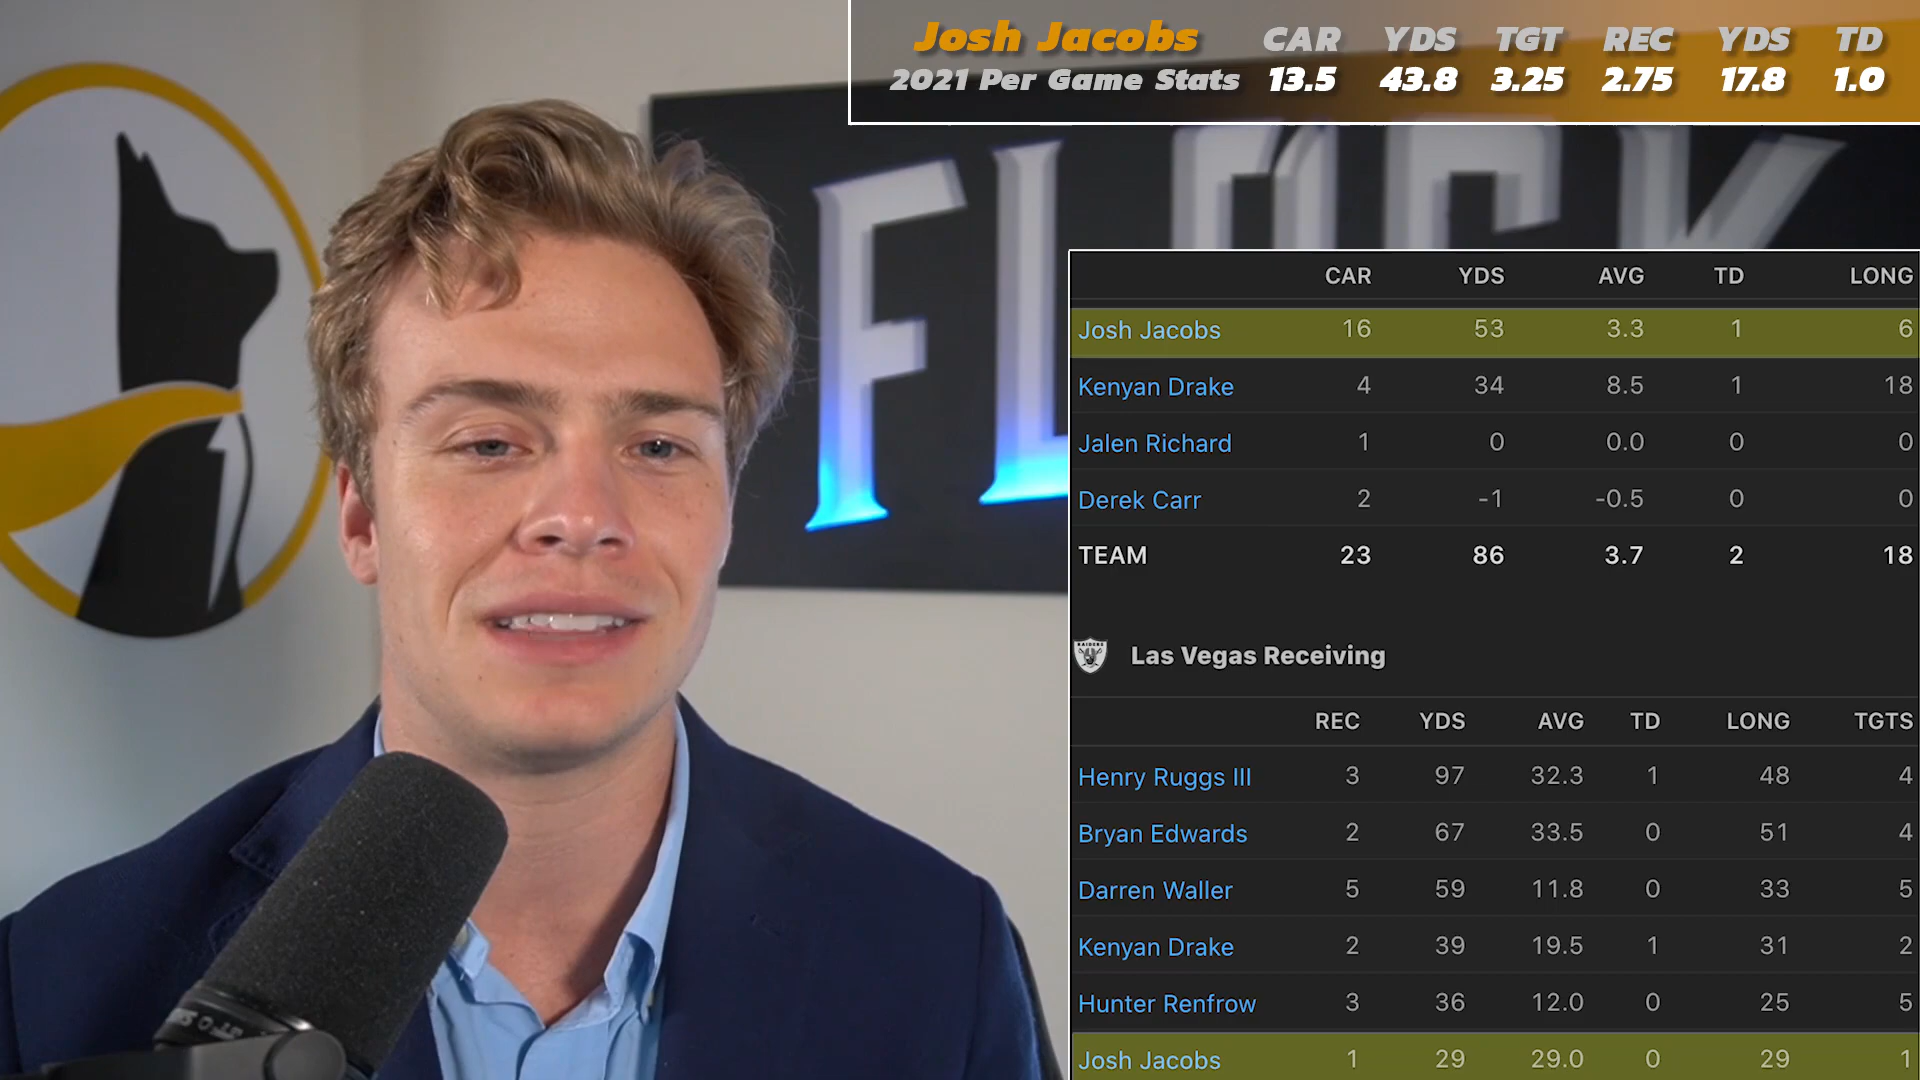 Josh Jacobs CAR YDS TGT REC YDS TD
2021 Per Game Stats 13.5 43.8 3.25 2.75 17.8 1.0
FLOCK
CAR YDS AVG TD LONG
Josh Jacobs 16 53 3.3 1 6
Kenyan Drake 4 34 8.5 1 18
Jalen Richard 1 0 0.0 0 0
Derek Carr 2 -1 -0.5 0 0
TEAM 23 86 3.7 2 18
RAIDERS
Las Vegas Receiving
REC YDS AVG TD LONG TGTS
Henry Ruggs III 3 97 32.3 1 48 4
Bryan Edwards 2 67 33.5 0 51 4
Darren Waller 5 59 11.8 0 33 5
Kenyan Drake 2 39 19.5 1 31 2
Hunter Renfrow 3 36 12.0 0 25 5
Josh Jacobs 1 29 29.0 0 29 1